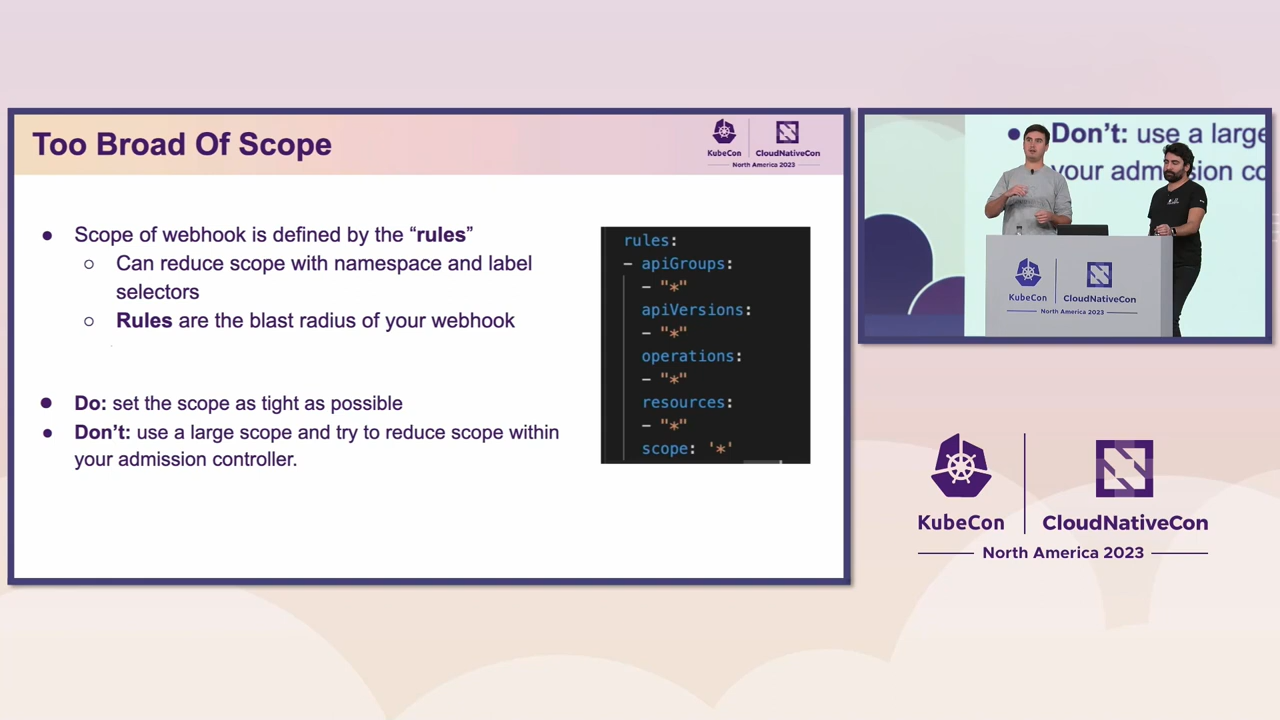 Too Broad Of Scope
KubeCon
CloudNativeCon
North America 2023
● Scope of webhook is defined by the “rules”
○ Can reduce scope with namespace and label
selectors
○ Rules are the blast radius of your webhook
● Do: set the scope as tight as possible
● Don’t: use a large scope and try to reduce scope within
your admission controller.
rules:
- apiGroups:
- "*"
apiVersions:
- "*"
operations:
- "*"
resources:
- "*"
scope: '*'
● Don’t: use a large
your admission co
KubeCon
CloudNativeCon
North America 2023
KubeCon
CloudNativeCon
North America 2023